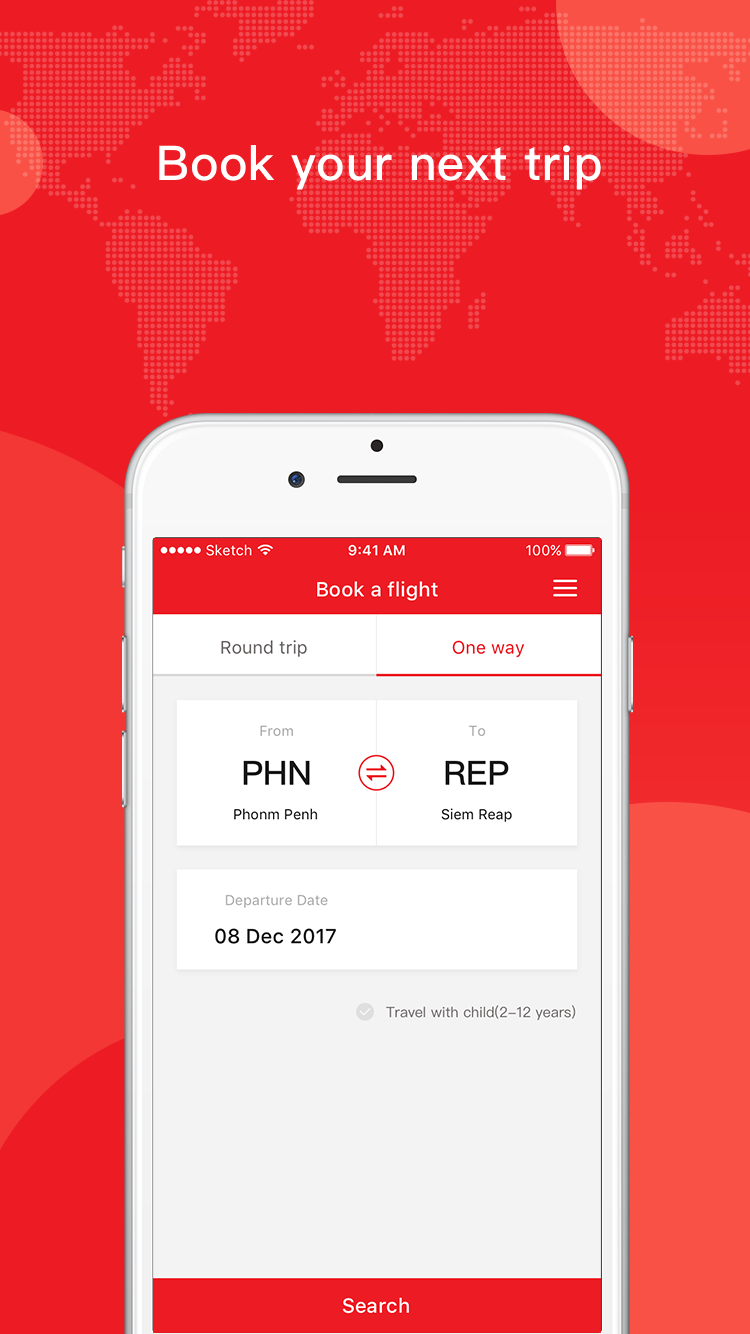 Book your next trip
Sketch 9:41 AM 100%
Book a flight
Round trip One way
From To
PHN REP
Phonm Penh Siem Reap
Departure Date
08 Dec 2017
Travel with child(2-12 years)
Search